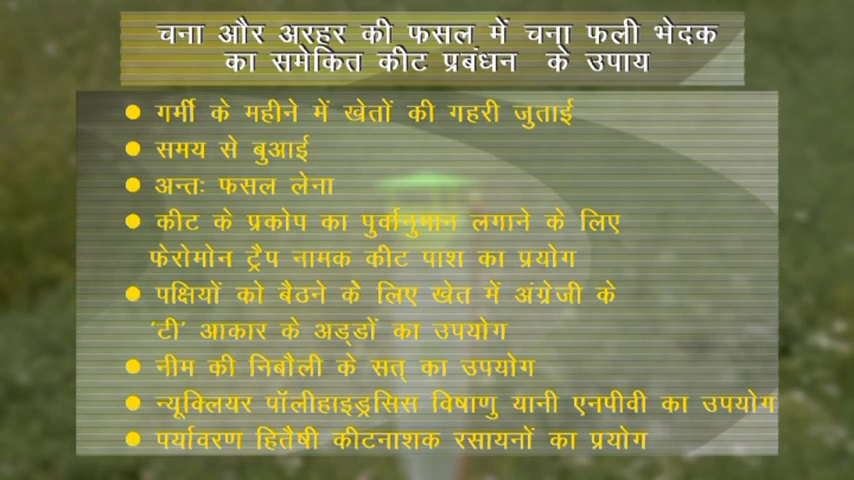 चना और अरहर की फसल में चना फली भेदक
का समेकित कीट प्रबंधन के उपाय
● गर्मी के महीने में खेतों की गहरी जुताई
● समय से बुआई
● अन्तः फसल लेना
● कीट के प्रकोप का पुर्वानुमान लगाने के लिए
फेरोमोन ट्रैप नामक कीट पाश का प्रयोग
● पक्षियों को बैठने के लिए खेत में अंग्रेजी के
'टी' आकार के अड्डों का उपयोग
● नीम की निबौली के सत् का उपयोग
● न्यूक्लियर पॉलीहाइड्रसिस विषाणु यानी एनपीवी का उपयोग
● पर्यावरण हितैषी कीटनाशक रसायनों का प्रयोग